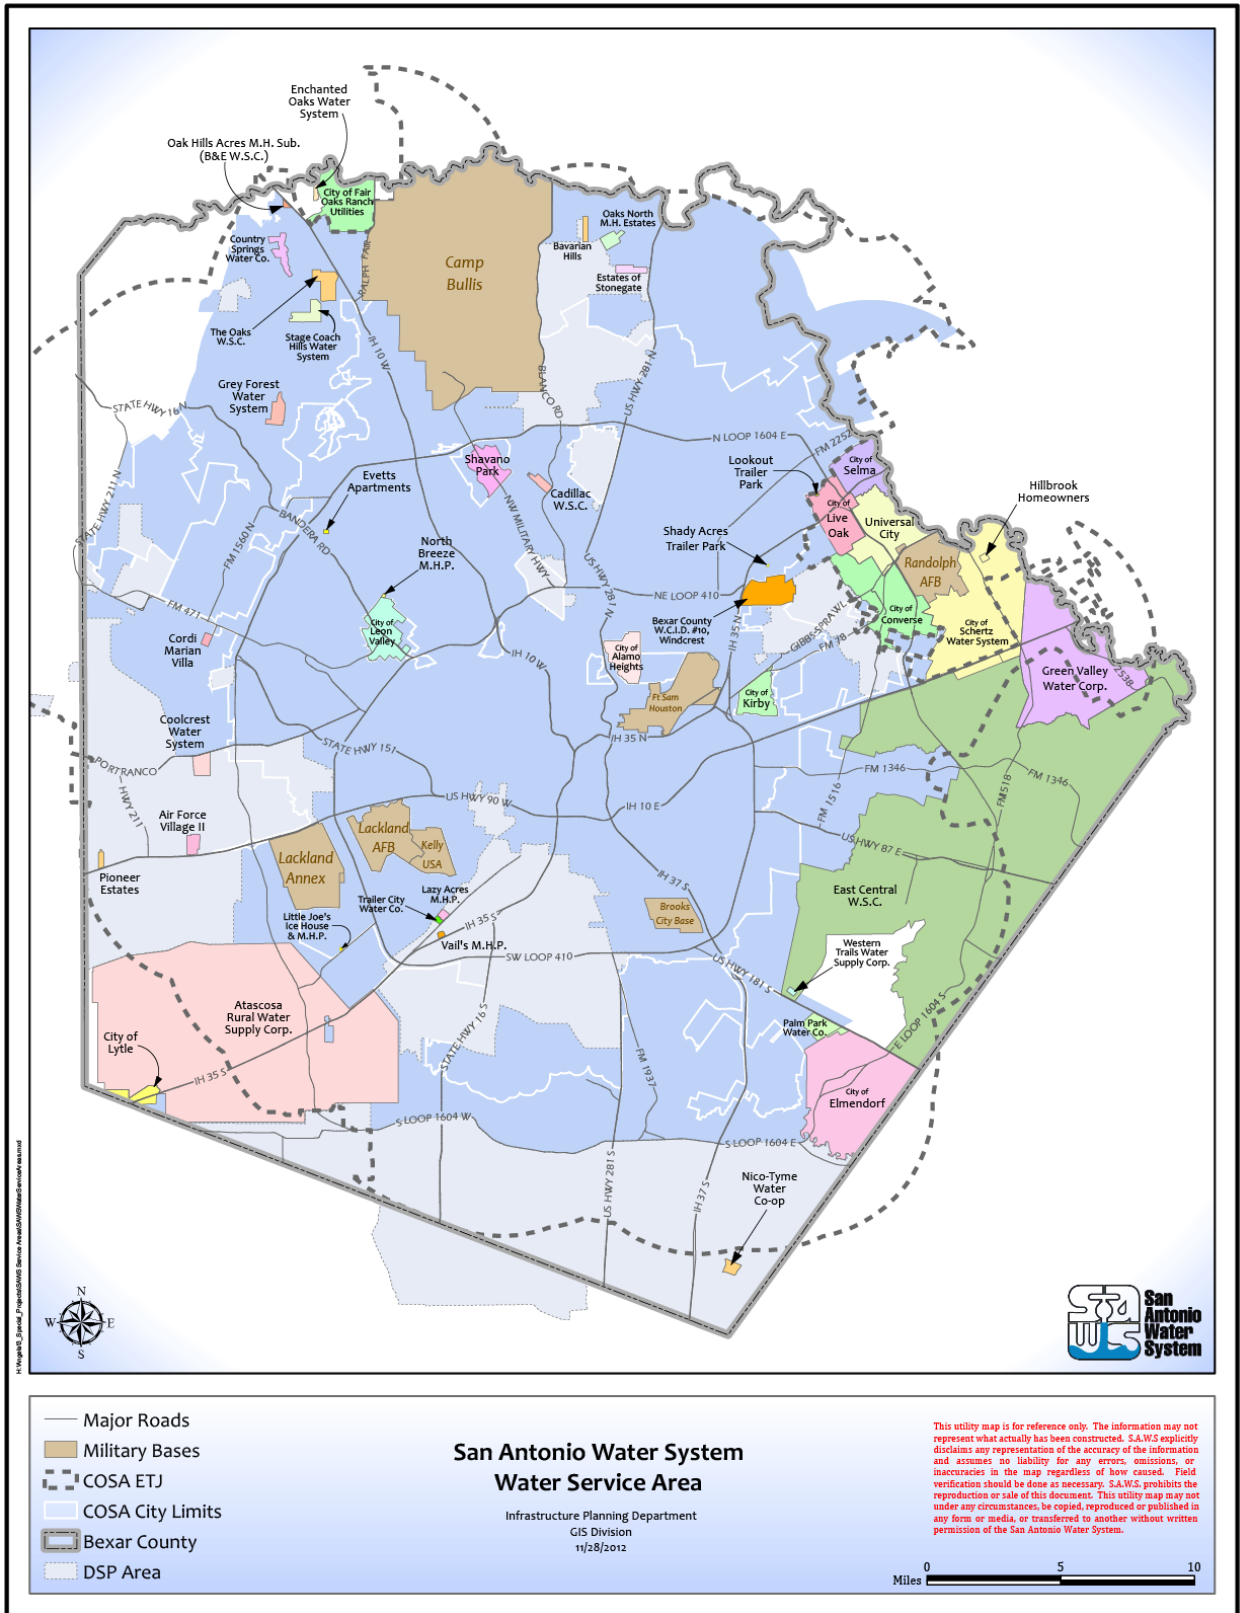 Enchanted
Oaks Water
System
Oak Hills Acres M.H. Sub.
(B&E W.S.C.)
City of Fair
Oaks Ranch
Utilities
Country
Springs
Water Co.
RALPH FAIR
Camp
Bullis
Oaks North
M.H. Estates
Bavarian
Hills
Estates of
Stonegate
The Oaks
W.S.C.
Stage Coach
Hills Water
System
IH 10 W
BLANCO RD
US HWY 281 N
Grey Forest
Water
System
STATE HWY 16 N
N LOOP 1604 E
FM 2252
City of
Selma
Lookout
Trailer
Park
Shavano
Park
Evetts
Apartments
Cadillac
W.S.C.
Hillbrook
Homeowners
STATE HWY 211 N
FM 1560 N
BANDERA RD
NW MILITARY HWY
City of
Live
Oak
Universal
City
North
Breeze
M.H.P.
Shady Acres
Trailer Park
Randolph
AFB
US HWY 281 N
NE LOOP 410
FM 471
City of
Leon
Valley
Bexar County
W.C.I.D. #10,
Windcrest
IH 35 N
GIBBS SPRAWL
FM 78
City of
Converse
City of
Schertz
Water System
Cordi
Marian
Villa
IH 10 W
City of
Alamo
Heights
Green Valley
Water Corp.
2538
Ft Sam
Houston
City of
Kirby
Coolcrest
Water
System
STATE HWY 151
IH 35 N
PORTRANCO
HWY 211
FM 1346
FM 1346
FM 1516
FM 1518
US HWY 90 W
IH 10 E
Air Force
Village II
Lackland
AFB
Kelly
USA
Lackland
Annex
US HWY 87 E
Pioneer
Estates
IH 37 S
East Central
W.S.C.
Lazy Acres
M.H.P.
Trailer City
Water Co.
Little Joe's
Ice House
& M.H.P.
IH 35 S
Brooks
City Base
Vail's M.H.P.
SW LOOP 410
US HWY 181 S
Western
Trails Water
Supply Corp.
Atascosa
Rural Water
Supply Corp.
STATE HWY 16 S
Palm Park
Water Co.
E LOOP 1604 S
City of
Lytle
IH 35 S
FM 1937
City of
Elmendorf
S LOOP 1604 W
S LOOP 1604 E
US HWY 281 S
IH 37 S
Nico-Tyme
Water
Co-op
N
W
E
S
San
Antonio
Water
System
Major Roads
Military Bases
COSA ETJ
COSA City Limits
Bexar County
DSP Area
San Antonio Water System
Water Service Area
Infrastructure Planning Department
GIS Division
11/28/2012
This utility map is for reference only. The information may not
represent what actually has been constructed. S.A.W.S explicitly
disclaims any representation of the accuracy of the information
and assumes no liability for any errors, omissions, or
inaccuracies in the map regardless of how caused. Field
verification should be done as necessary. S.A.W.S. prohibits the
reproduction or sale of this document. This utility map may not
under any circumstances, be copied, reproduced or published in
any form or media, or transferred to another without written
permission of the San Antonio Water System.
0
5
10
Miles